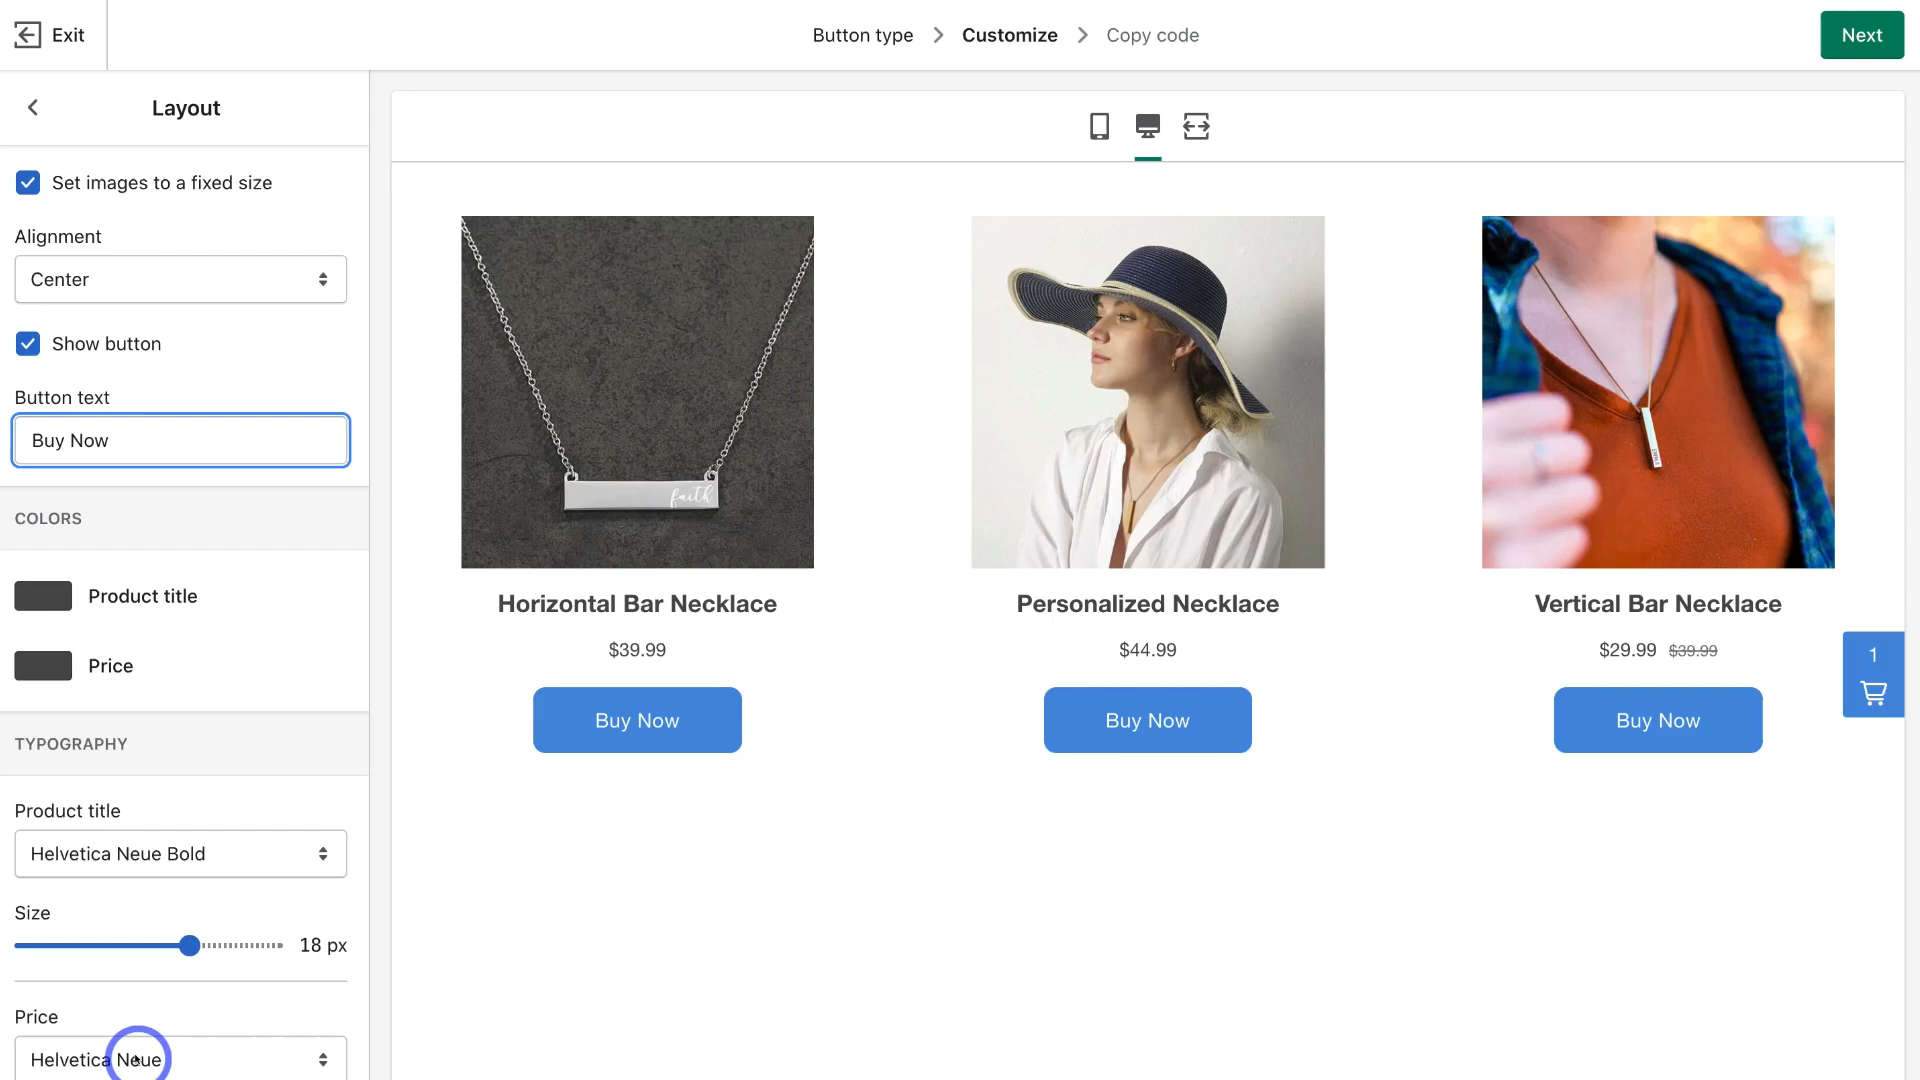 Exit
Button type
Customize
Copy code
Next
Layout
Set images to a fixed size
Alignment
Center
Show button
Button text
Buy Now
COLORS
Product title
Price
TYPOGRAPHY
Product title
Helvetica Neue Bold
Size
18 px
Price
Helvetica Neue
faith
Horizontal Bar Necklace
$39.99
Buy Now
Personalized Necklace
$44.99
Buy Now
Vertical Bar Necklace
$29.99 $39.99
Buy Now
1